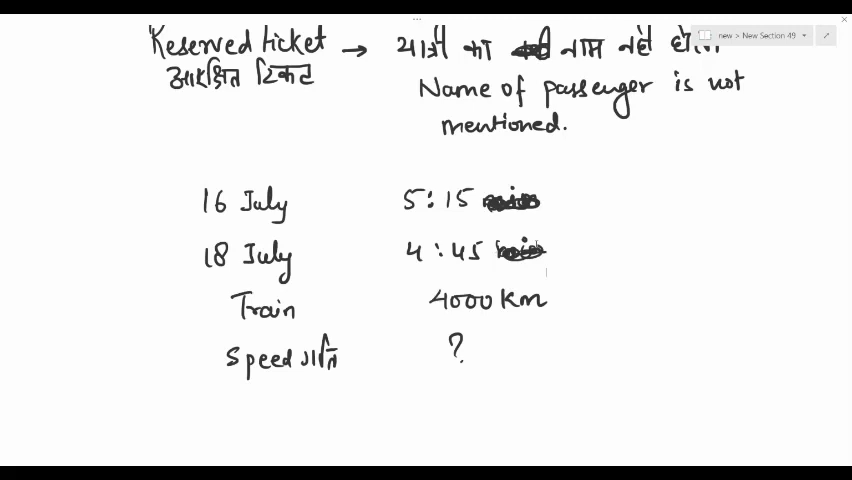 new > New Section 49
Reserved ticket → यात्री का नाम नही होता
आरक्षित टिकट
Name of passenger is not
mentioned.
16 July 5:15
18 July 4:45
Train 4000 km
Speed गति ?